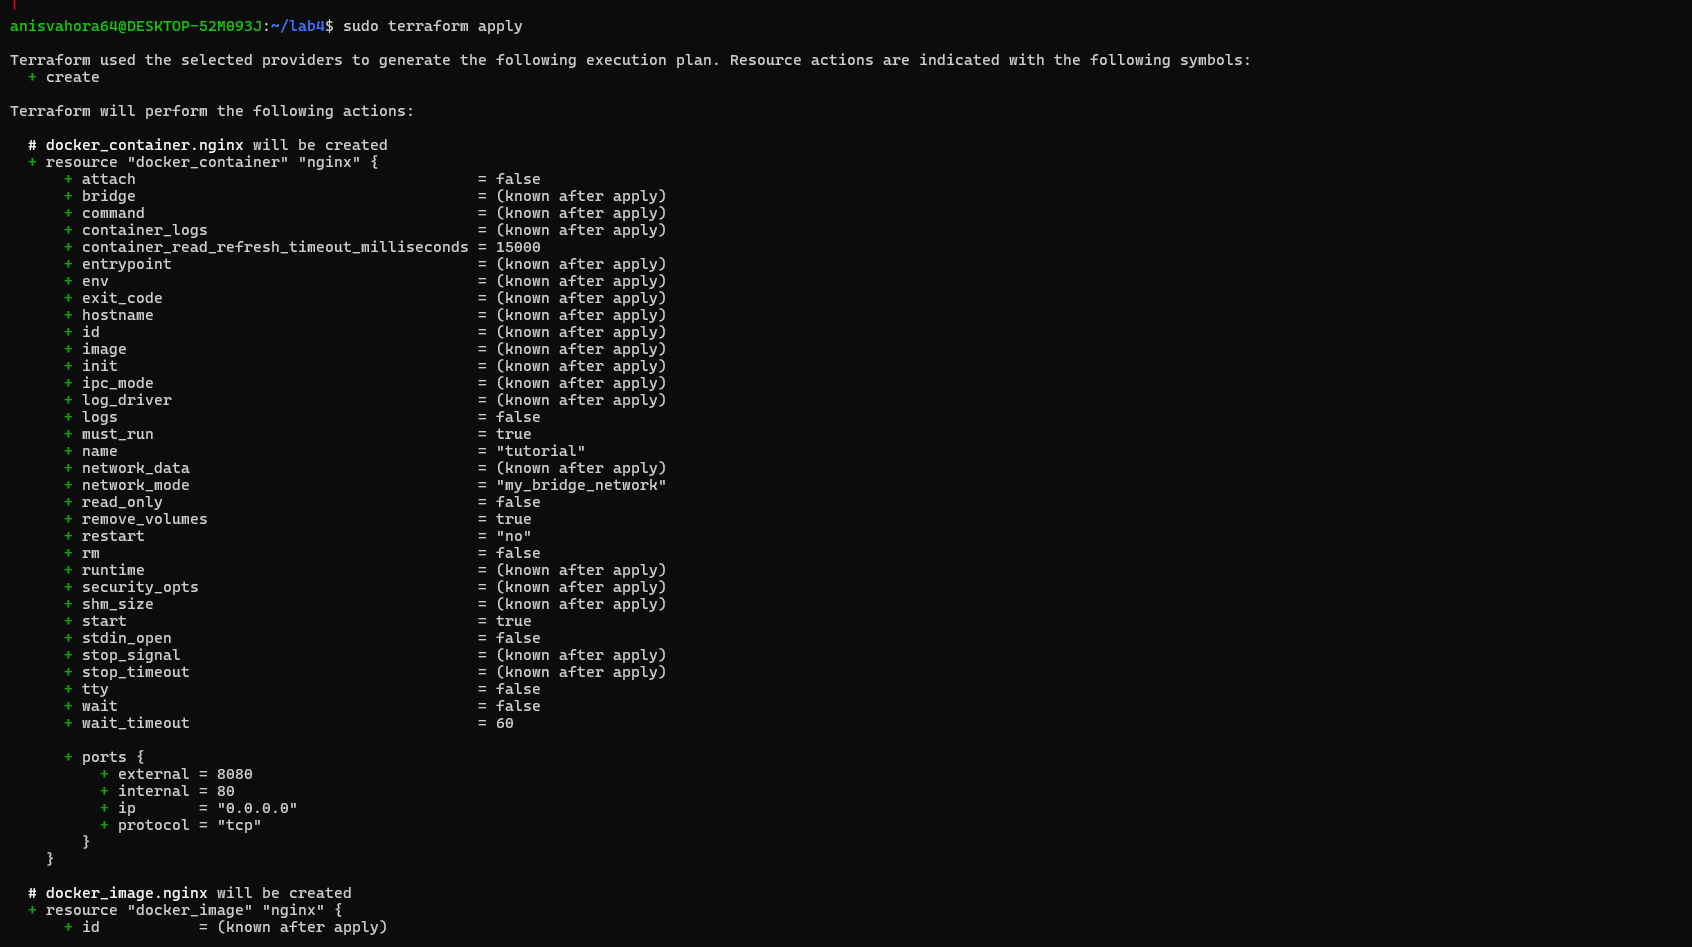 anisvahora64@DESKTOP-52M093J:~/lab4$ sudo terraform apply
Terraform used the selected providers to generate the following execution plan. Resource actions are indicated with the following symbols:
+ create
Terraform will perform the following actions:
# docker_container.nginx will be created
+ resource "docker_container" "nginx" {
+ attach = false
+ bridge = (known after apply)
+ command = (known after apply)
+ container_logs = (known after apply)
+ container_read_refresh_timeout_milliseconds = 15000
+ entrypoint = (known after apply)
+ env = (known after apply)
+ exit_code = (known after apply)
+ hostname = (known after apply)
+ id = (known after apply)
+ image = (known after apply)
+ init = (known after apply)
+ ipc_mode = (known after apply)
+ log_driver = (known after apply)
+ logs = false
+ must_run = true
+ name = "tutorial"
+ network_data = (known after apply)
+ network_mode = "my_bridge_network"
+ read_only = false
+ remove_volumes = true
+ restart = "no"
+ rm = false
+ runtime = (known after apply)
+ security_opts = (known after apply)
+ shm_size = (known after apply)
+ start = true
+ stdin_open = false
+ stop_signal = (known after apply)
+ stop_timeout = (known after apply)
+ tty = false
+ wait = false
+ wait_timeout = 60
+ ports {
+ external = 8080
+ internal = 80
+ ip = "0.0.0.0"
+ protocol = "tcp"
}
}
# docker_image.nginx will be created
+ resource "docker_image" "nginx" {
+ id = (known after apply)